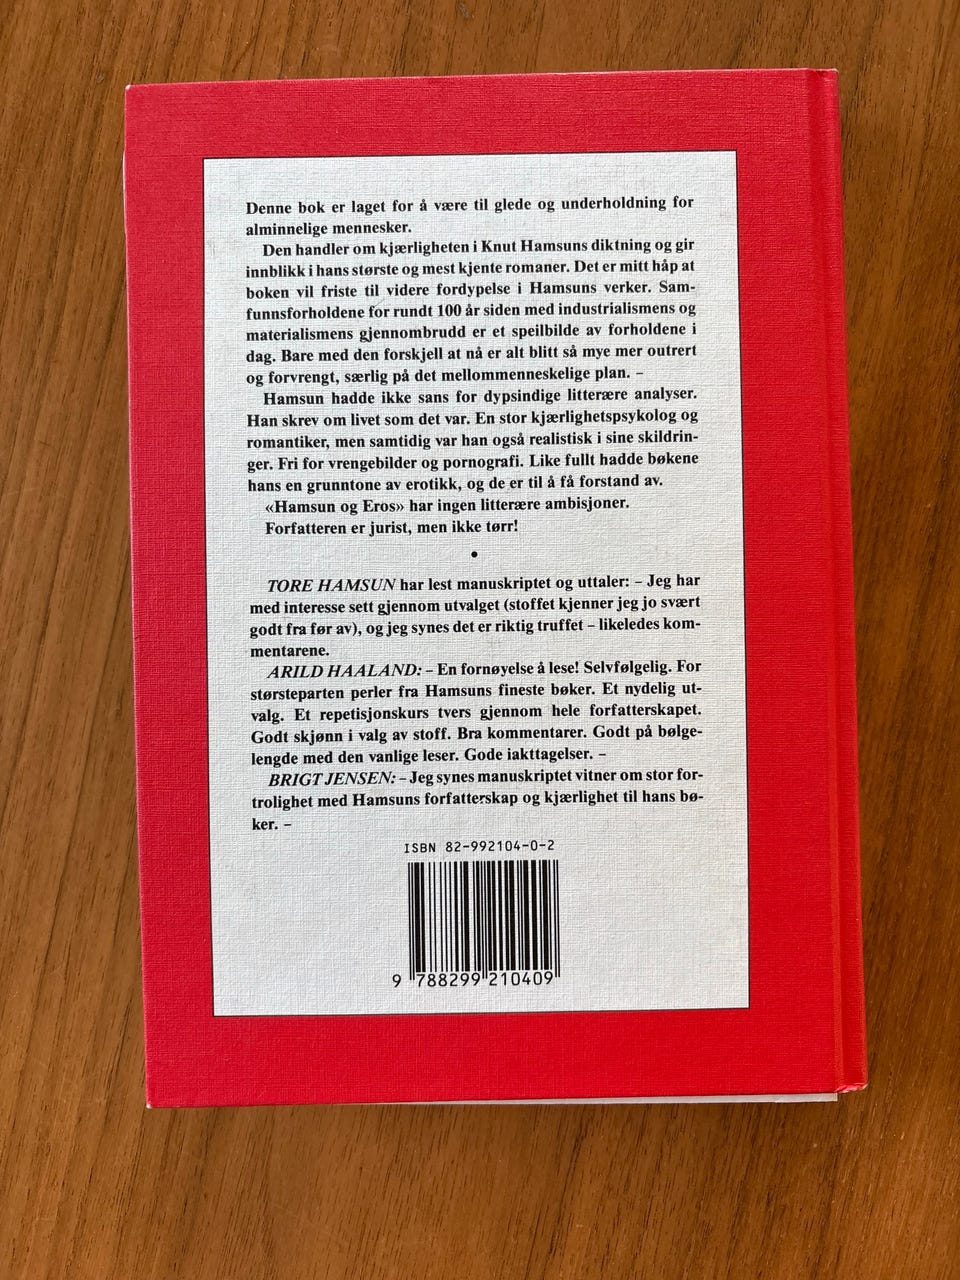 Denne bok er laget for å være til glede og underholdning for
alminnelige mennesker.
Den handler om kjærligheten i Knut Hamsuns diktning og gir
innblikk i hans største og mest kjente romaner. Det er mitt håp at
boken vil friste til videre fordypelse i Hamsuns verker. Sam-
funnsforholdene for rundt 100 år siden med industrialismens og
materialismens gjennombrudd er et speilbilde av forholdene i
dag. Bare med den forskjell at nå er alt blitt så mye mer outrert
og forvrengt, særlig på det mellommenneskelige plan. –
Hamsun hadde ikke sans for dypsindige litterære analyser.
Han skrev om livet som det var. En stor kjærlighetspsykolog og
romantiker, men samtidig var han også realistisk i sine skildrin-
ger. Fri for vrengebilder og pornografi. Like fullt hadde bøkene
hans en grunntone av erotikk, og de er til å få forstand av.
«Hamsun og Eros» har ingen litterære ambisjoner.
Forfatteren er jurist, men ikke tørr!
•
TORE HAMSUN har lest manuskriptet og uttaler: – Jeg har
med interesse sett gjennom utvalget (stoffet kjenner jeg jo svært
godt fra før av), og jeg synes det er riktig truffet – likeledes kom-
mentarene.
ARILD HAALAND: – En fornøyelse å lese! Selvfølgelig. For
størsteparten perler fra Hamsuns fineste bøker. Et nydelig ut-
valg. Et repetisjonskurs tvers gjennom hele forfatterskapet.
Godt skjønn i valg av stoff. Bra kommentarer. Godt på bølge-
lengde med den vanlige leser. Gode iakttagelser. –
BRIGT JENSEN: – Jeg synes manuskriptet vitner om stor for-
trolighet med Hamsuns forfatterskap og kjærlighet til hans bø-
ker. –
ISBN 82-992104-0-2
9 788299 210409